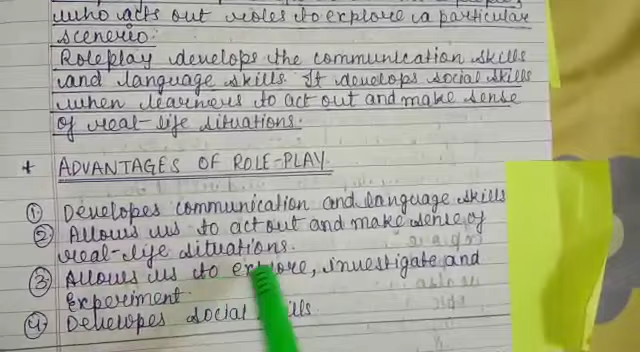 who acts out roles to explore a particular
scenerio.
Roleplay develops the communication skills
and language skills. It develops social skills
when learners to act out and make sense
of real-life situations.
* ADVANTAGES OF ROLE-PLAY
① Developes communication and language skills
② Allows us to act out and make sense of
real-life situations.
③ Allows us to explore, investigate and
Experiment.
④ Developes social skills